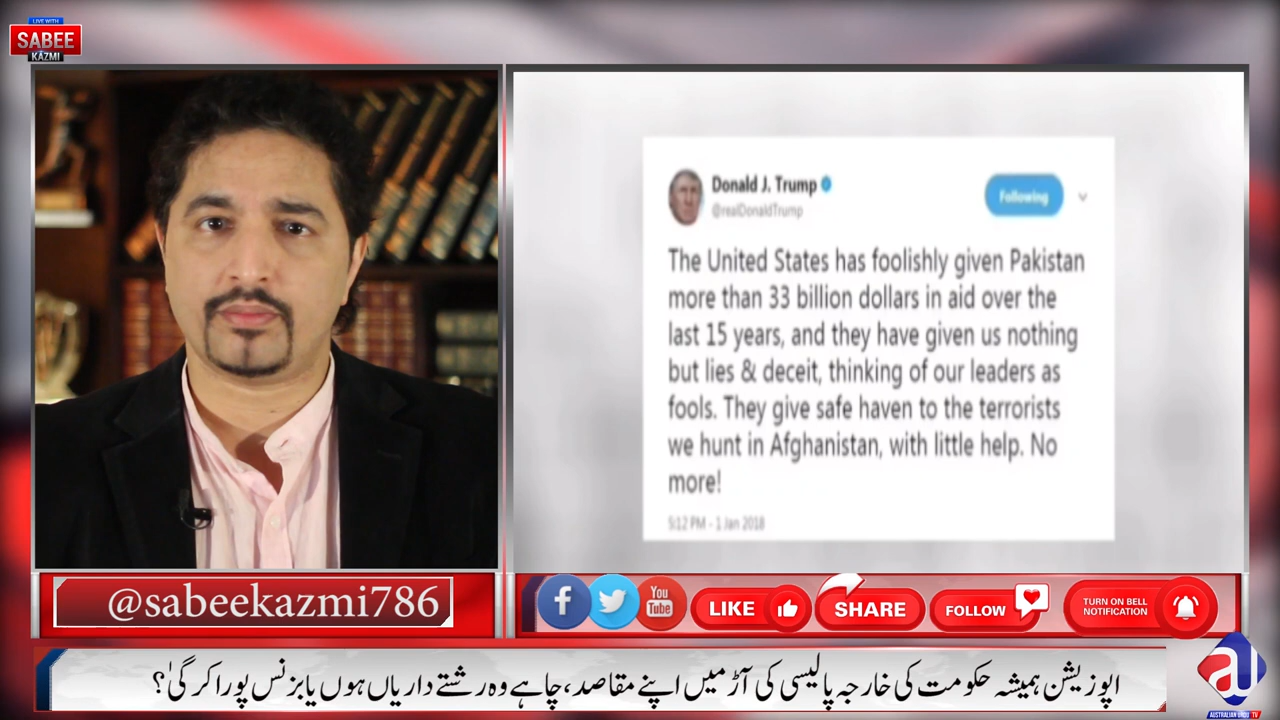 LIVE WITH
SABEE
KAZMI
Donald J. Trump
@realDonaldTrump
Following
The United States has foolishly given Pakistan
more than 33 billion dollars in aid over the
last 15 years, and they have given us nothing
but lies & deceit, thinking of our leaders as
fools. They give safe haven to the terrorists
we hunt in Afghanistan, with little help. No
more!
5:12 PM - 1 Jan 2018
@sabeekazmi786
f
You
Tube
LIKE
SHARE
FOLLOW
TURN ON BELL
NOTIFICATION
اپوزیشن ہمیشہ حکومت کی خارجہ پالیسی کی آڑ میں اپنے مقاصد، چاہے وہ رشتے داریاں ہوں یا بزنس پورا کر گئی؟
AUSTRALIAN URDU TV